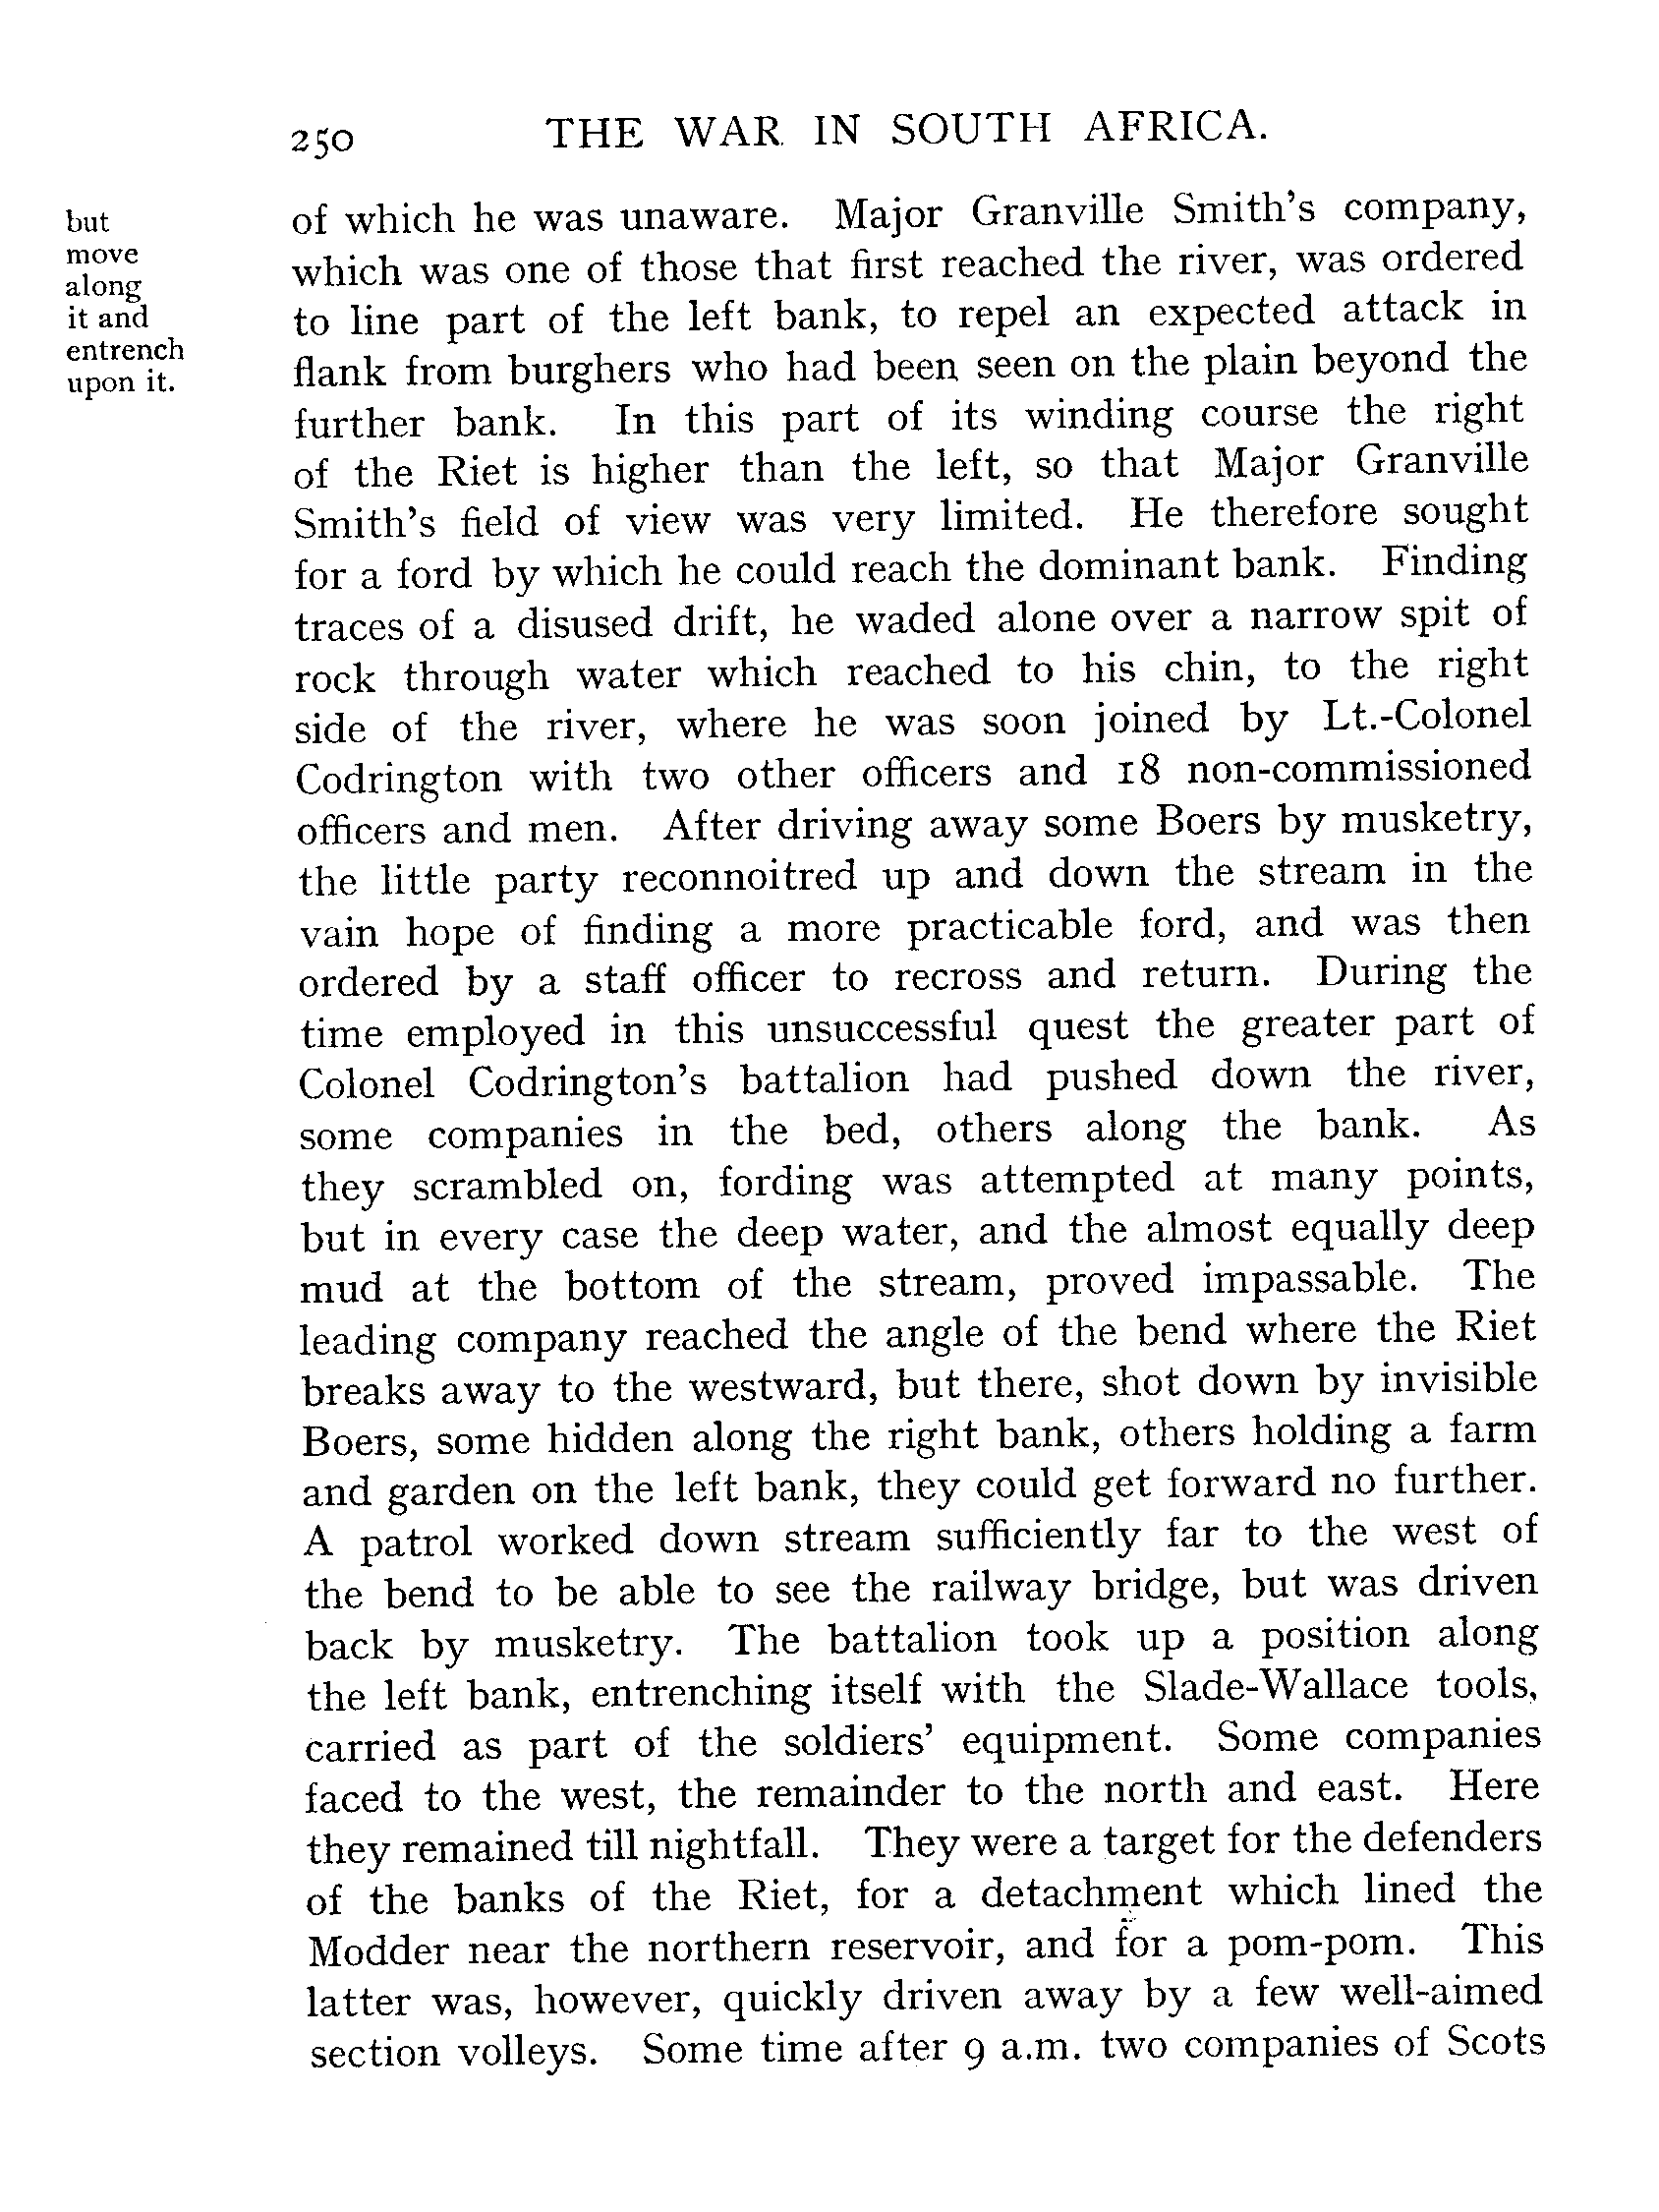 250 THE WAR IN SOUTH AFRICA.
but
move
along
it and
entrench
upon it.
of which he was unaware. Major Granville Smith's company,
which was one of those that first reached the river, was ordered
to line part of the left bank, to repel an expected attack in
flank from burghers who had been seen on the plain beyond the
further bank. In this part of its winding course the right
of the Riet is higher than the left, so that Major Granville
Smith's field of view was very limited. He therefore sought
for a ford by which he could reach the dominant bank. Finding
traces of a disused drift, he waded alone over a narrow spit of
rock through water which reached to his chin, to the right
side of the river, where he was soon joined by Lt.-Colonel
Codrington with two other officers and 18 non-commissioned
officers and men. After driving away some Boers by musketry,
the little party reconnoitred up and down the stream in the
vain hope of finding a more practicable ford, and was then
ordered by a staff officer to recross and return. During the
time employed in this unsuccessful quest the greater part of
Colonel Codrington's battalion had pushed down the river,
some companies in the bed, others along the bank. As
they scrambled on, fording was attempted at many points,
but in every case the deep water, and the almost equally deep
mud at the bottom of the stream, proved impassable. The
leading company reached the angle of the bend where the Riet
breaks away to the westward, but there, shot down by invisible
Boers, some hidden along the right bank, others holding a farm
and garden on the left bank, they could get forward no further.
A patrol worked down stream sufficiently far to the west of
the bend to be able to see the railway bridge, but was driven
back by musketry. The battalion took up a position along
the left bank, entrenching itself with the Slade-Wallace tools,
carried as part of the soldiers' equipment. Some companies
faced to the west, the remainder to the north and east. Here
they remained till nightfall. They were a target for the defenders
of the banks of the Riet, for a detachment which lined the
Modder near the northern reservoir, and for a pom-pom. This
latter was, however, quickly driven away by a few well-aimed
section volleys. Some time after 9 a.m. two companies of Scots